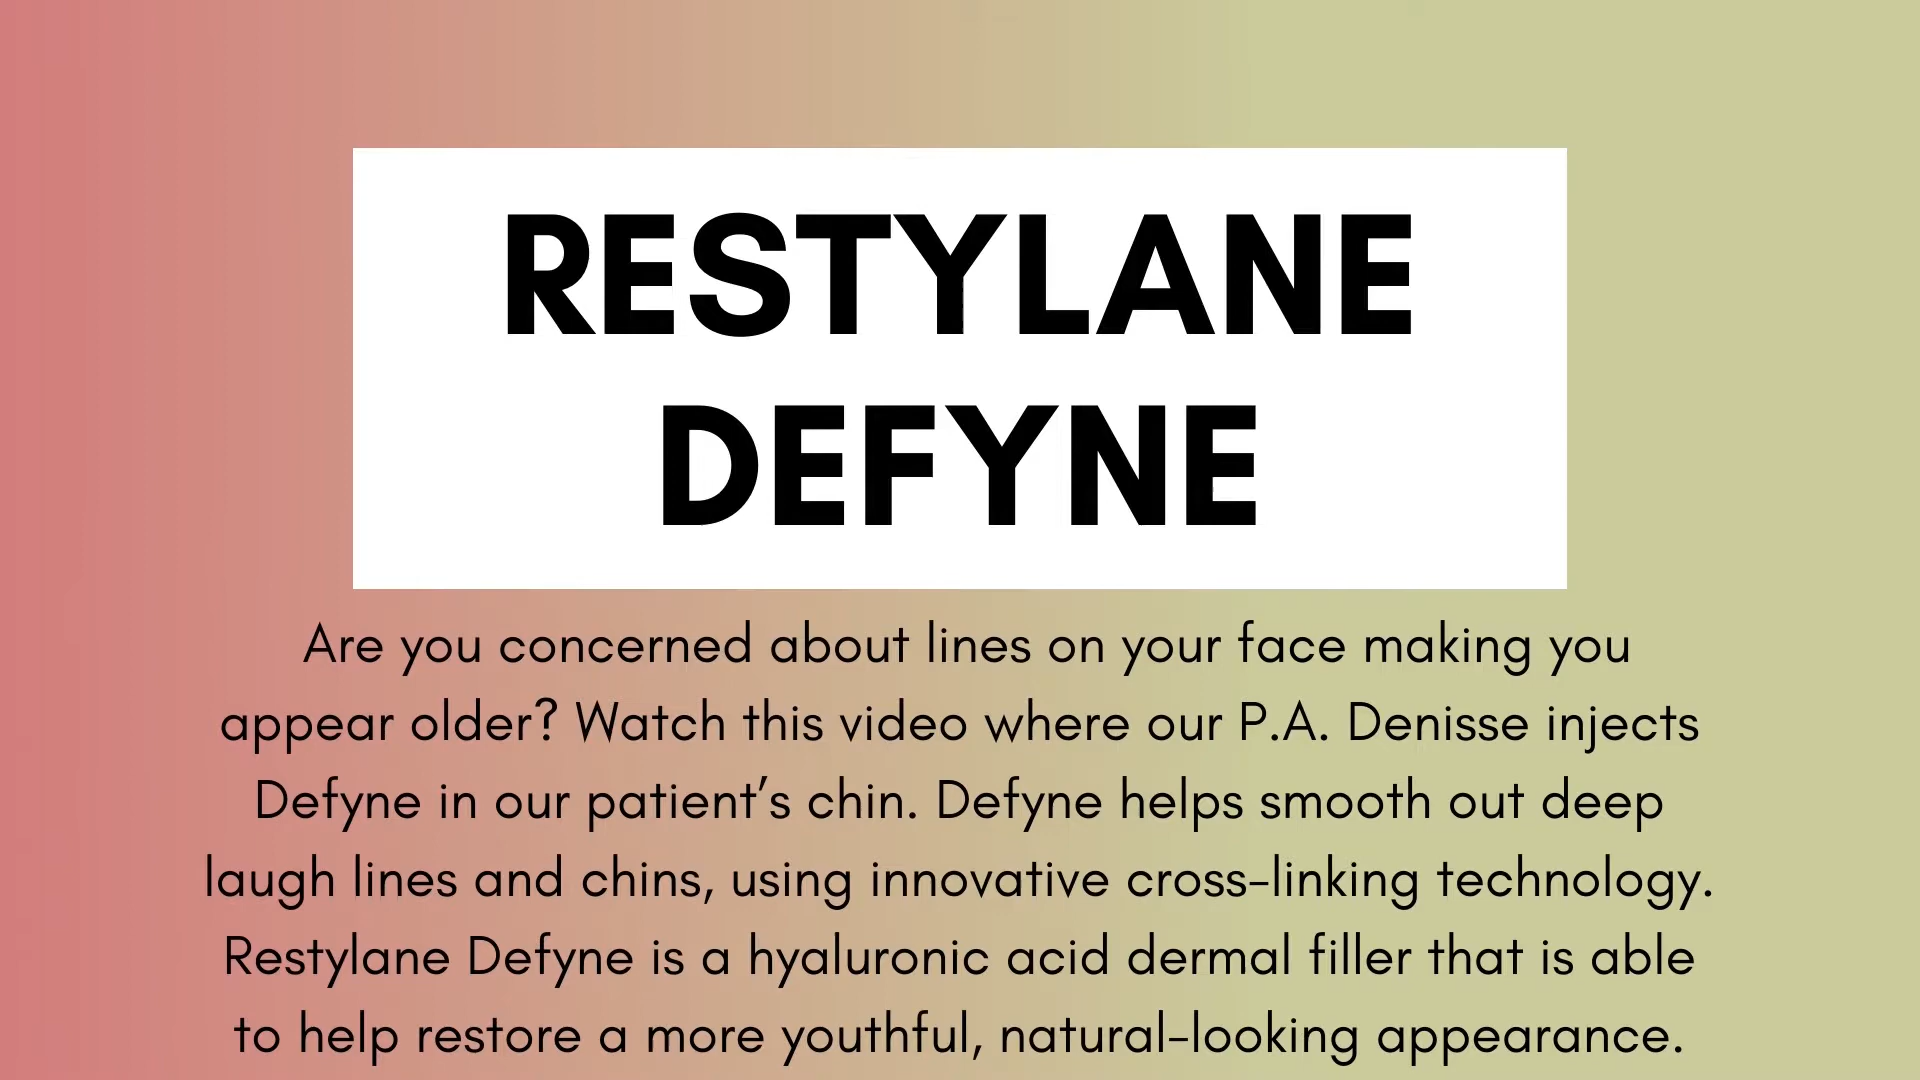 RESTYLANE
DEFYNE
Are you concerned about lines on your face making you
appear older? Watch this video where our P.A. Denisse injects
Defyne in our patient’s chin. Defyne helps smooth out deep
laugh lines and chins, using innovative cross-linking technology.
Restylane Defyne is a hyaluronic acid dermal filler that is able
to help restore a more youthful, natural-looking appearance.